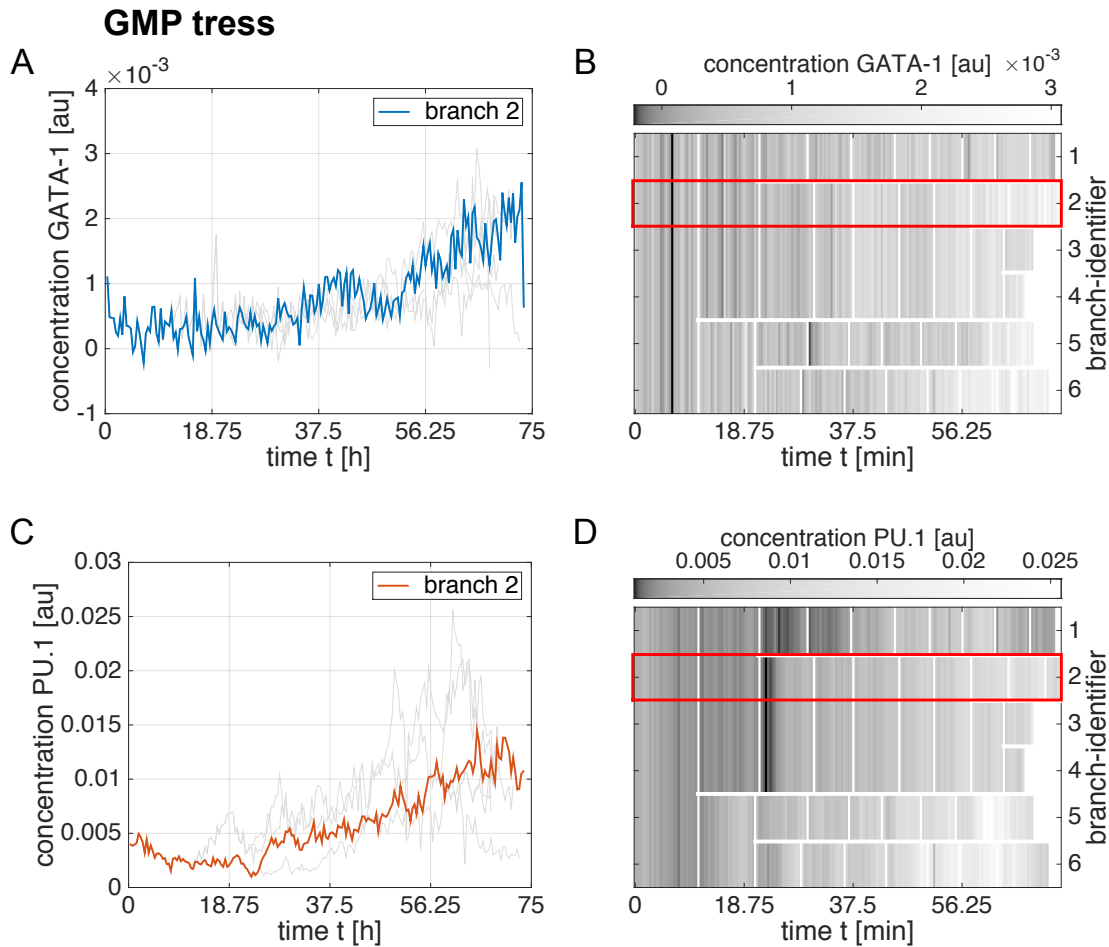 GMP tress
A
×10⁻³
4
3
2
1
0
-1
concentration GATA-1 [au]
branch 2
0
18.75
37.5
56.25
75
time t [h]
B
concentration GATA-1 [au] ×10⁻³
0 1 2 3
1
2
3
4
5
6
branch-identifier
0
18.75
37.5
56.25
time t [min]
C
0.03
0.025
0.02
0.015
0.01
0.005
0
concentration PU.1 [au]
branch 2
0
18.75
37.5
56.25
75
time t [h]
D
concentration PU.1 [au]
0.005 0.010 0.015 0.02 0.025
1
2
3
4
5
6
branch-identifier
0
18.75
37.5
56.25
time t [min]